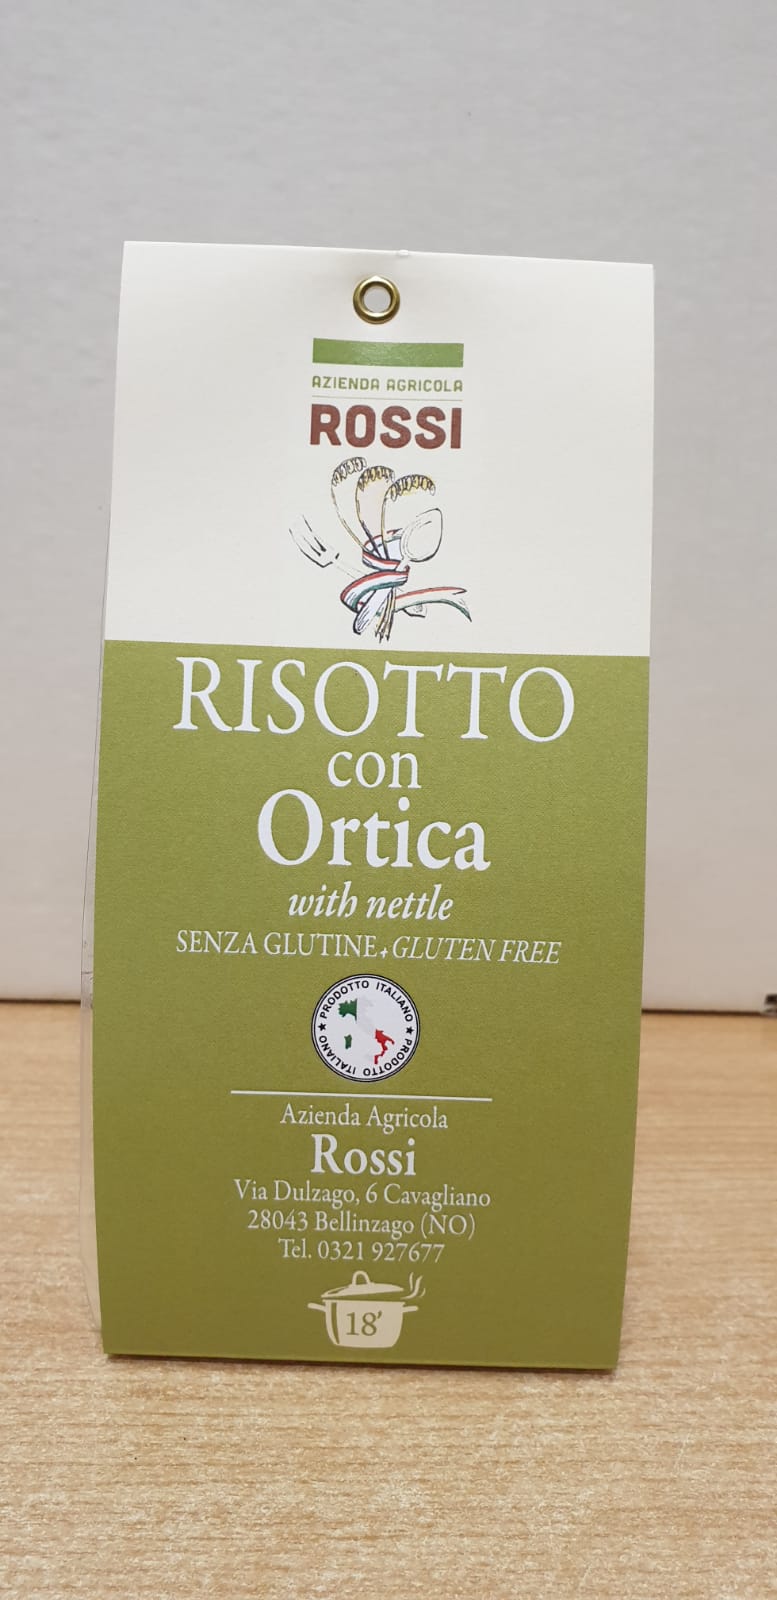 AZIENDA AGRICOLA
ROSSI
RISOTTO
con
Ortica
with nettle
SENZA GLUTINE, GLUTEN FREE
PRODOTTO ITALIANO ★ PRODOTTO ITALIANO ★
Azienda Agricola
Rossi
Via Dulzago, 6 Cavagliano
28043 Bellinzago (NO)
Tel. 0321 927677
18’